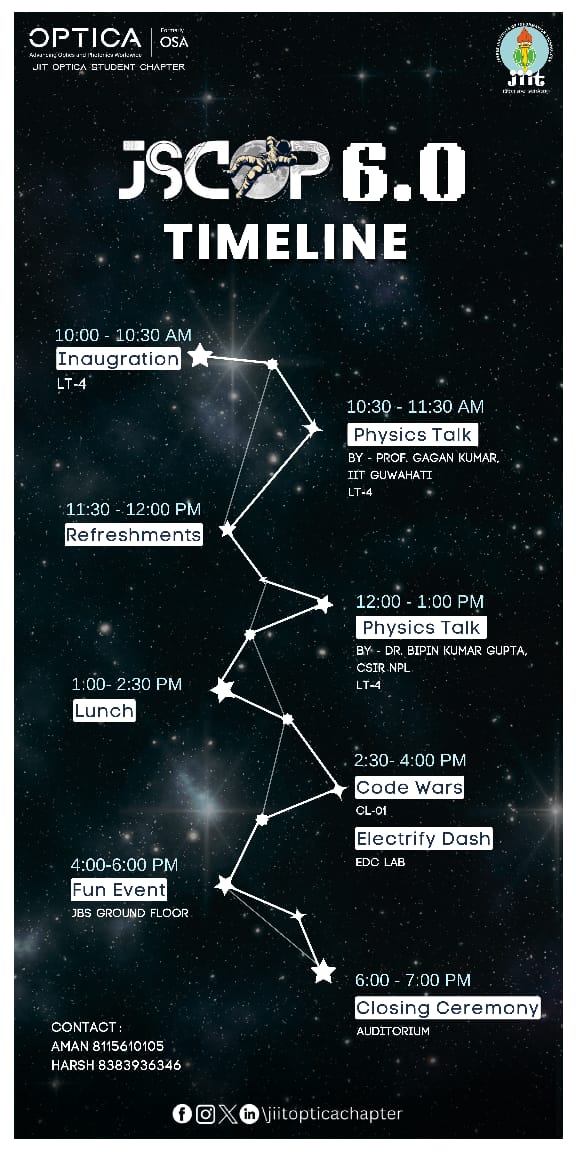 OPTICA
Formerly
OSA
Advancing Optics and Photonics Worldwide
JIIT OPTICA STUDENT CHAPTER
jiit
JSCOP 6.0
TIMELINE
10:00 - 10:30 AM
Inaugration
LT-4
10:30 - 11:30 AM
Physics Talk
BY - PROF. GAGAN KUMAR,
IIT GUWAHATI
LT-4
11:30 - 12:00 PM
Refreshments
12:00 - 1:00 PM
Physics Talk
BY - DR. BIPIN KUMAR GUPTA,
CSIR NPL
LT-4
1:00- 2:30 PM
Lunch
2:30- 4:00 PM
Code Wars
CL-01
Electrify Dash
EDC LAB
4:00-6:00 PM
Fun Event
JBS GROUND FLOOR
6:00 - 7:00 PM
Closing Ceremony
AUDITORIUM
CONTACT :
AMAN 8115610105
HARSH 8383936346
\jiitopticachapter